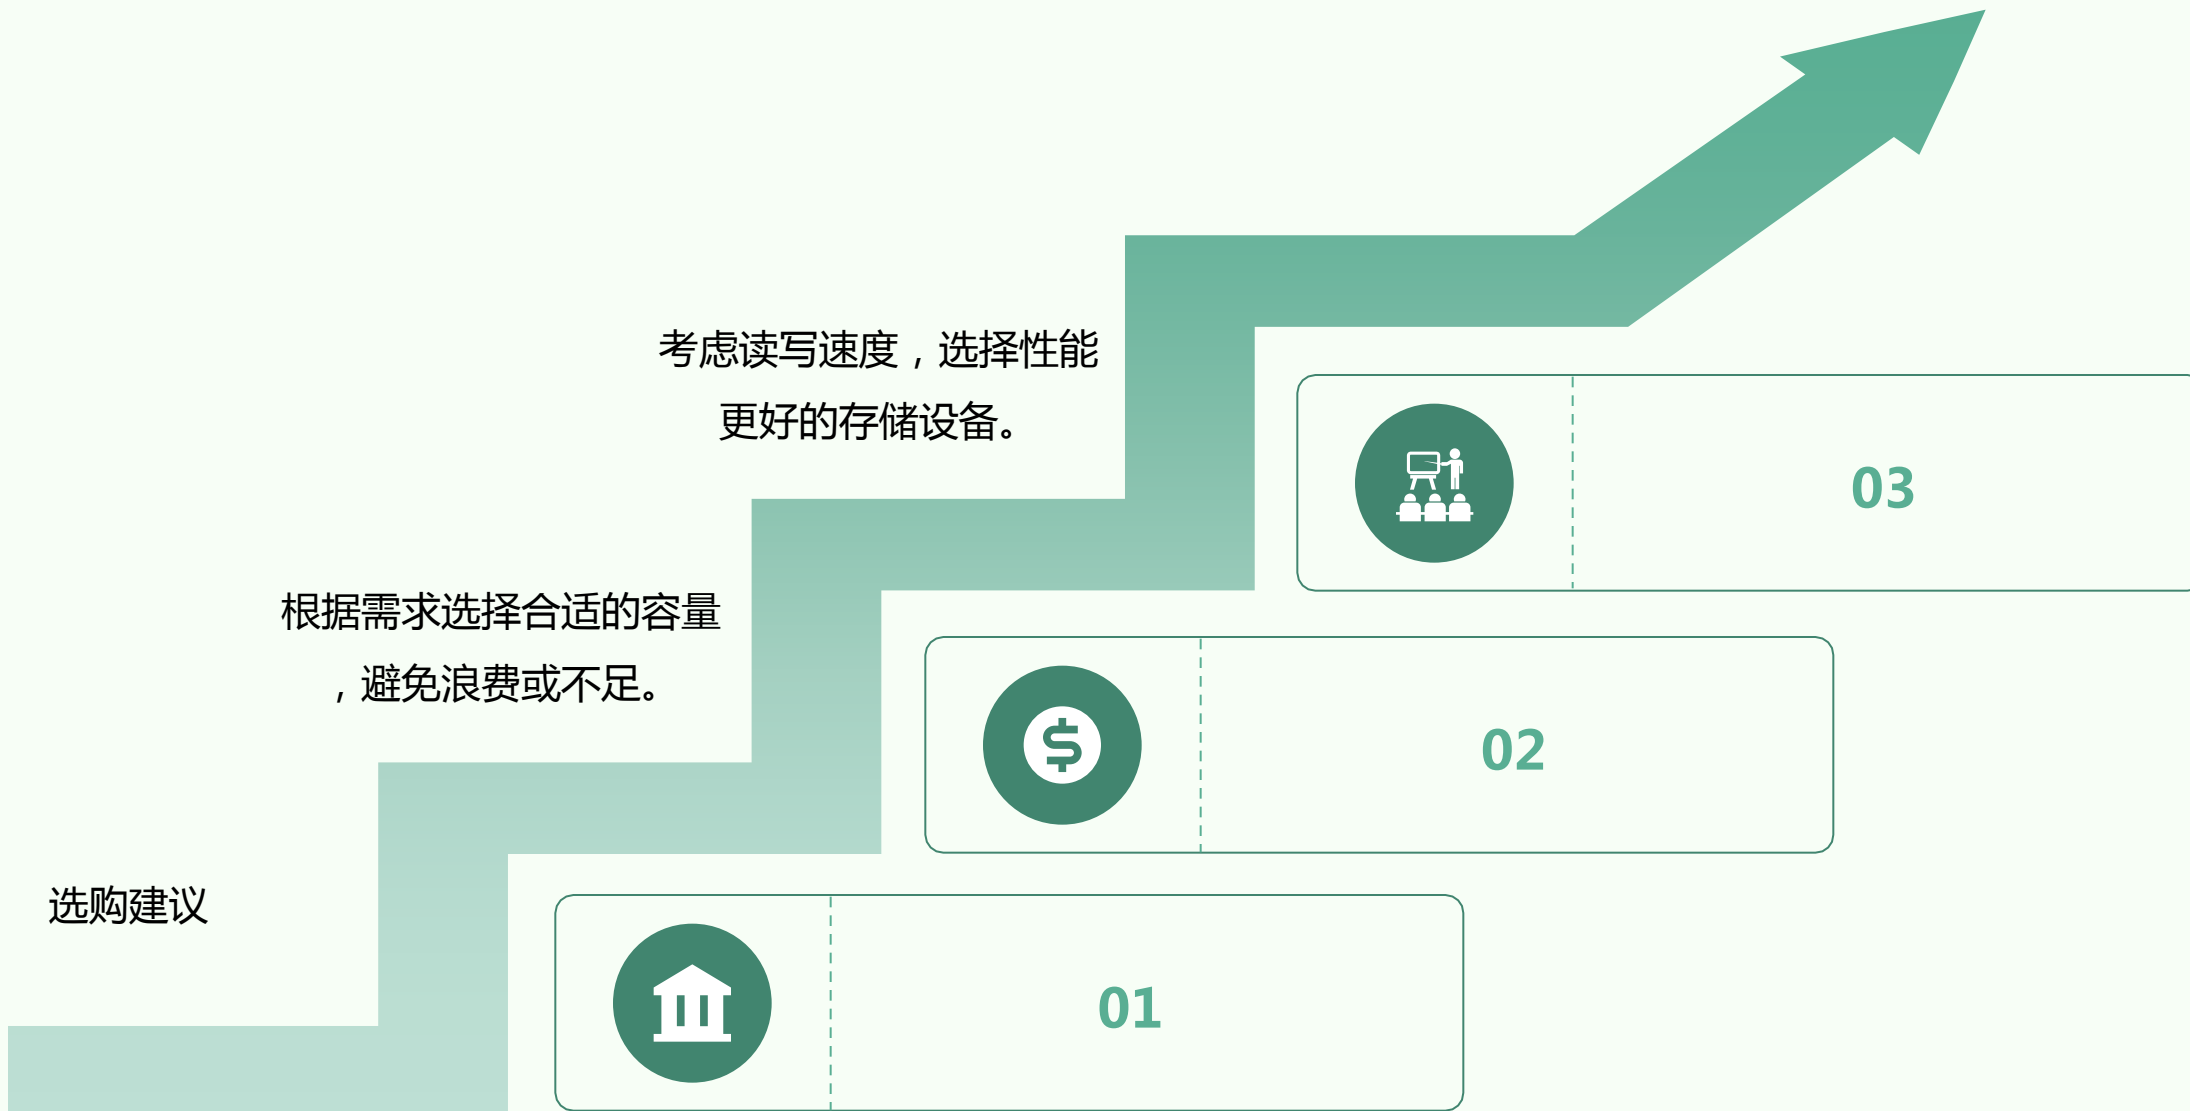 考虑读写速度，选择性能
更好的存储设备。
03
根据需求选择合适的容量
，避免浪费或不足。
02
选购建议
01